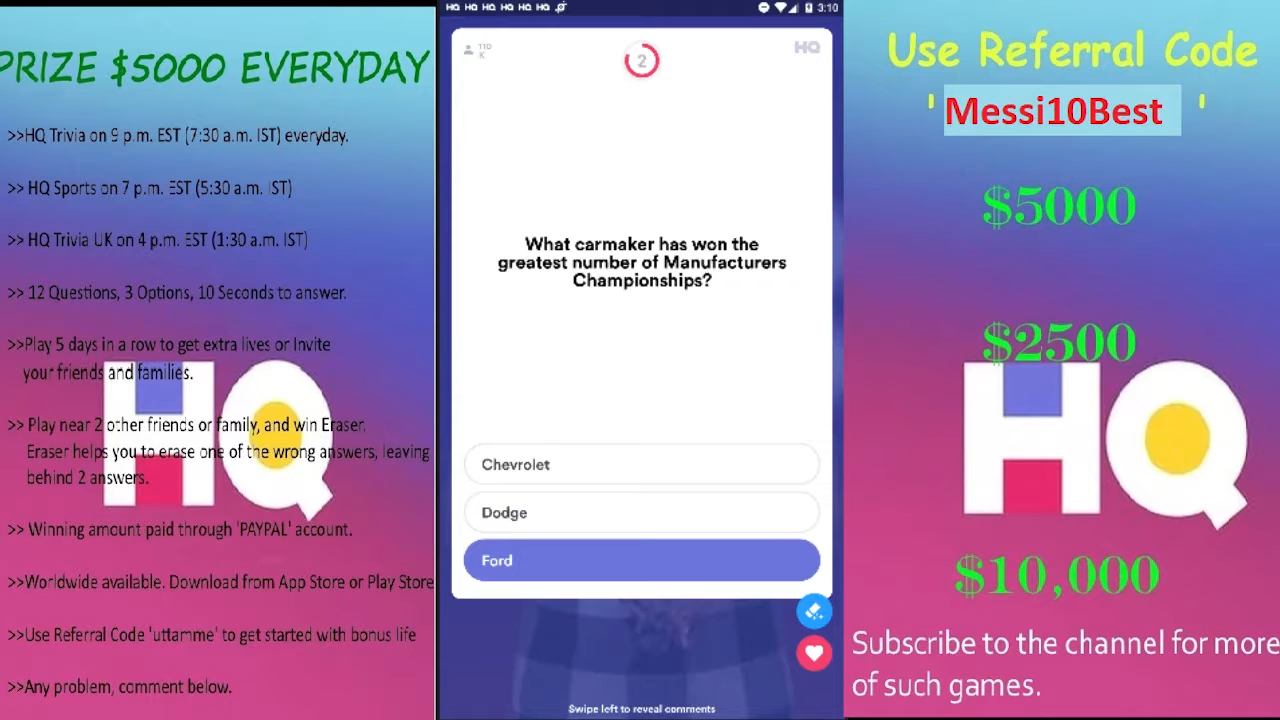 PRIZE $5000 EVERYDAY
>>HQ Trivia on 9 p.m. EST (7:30 a.m. IST) everyday.
>> HQ Sports on 7 p.m. EST (5:30 a.m. IST)
>> HQ Trivia UK on 4 p.m. EST (1:30 a.m. IST)
>> 12 Questions, 3 Options, 10 Seconds to answer.
>>Play 5 days in a row to get extra lives or Invite
your friends and families.
>> Play near 2 other friends or family, and win Eraser.
Eraser helps you to erase one of the wrong answers, leaving
behind 2 answers.
>> Winning amount paid through 'PAYPAL' account.
>>Worldwide available. Download from App Store or Play Store
>>Use Referral Code 'uttamme' to get started with bonus life
>>Any problem, comment below.
HQ
HQ HQ HQ HQ HQ HQ 3:10
110
K
2
HQ
What carmaker has won the
greatest number of Manufacturers
Championships?
Chevrolet
Dodge
Ford
Swipe left to reveal comments
Use Referral Code
' Messi10Best '
$5000
$2500
HQ
$10,000
Subscribe to the channel for more
of such games.